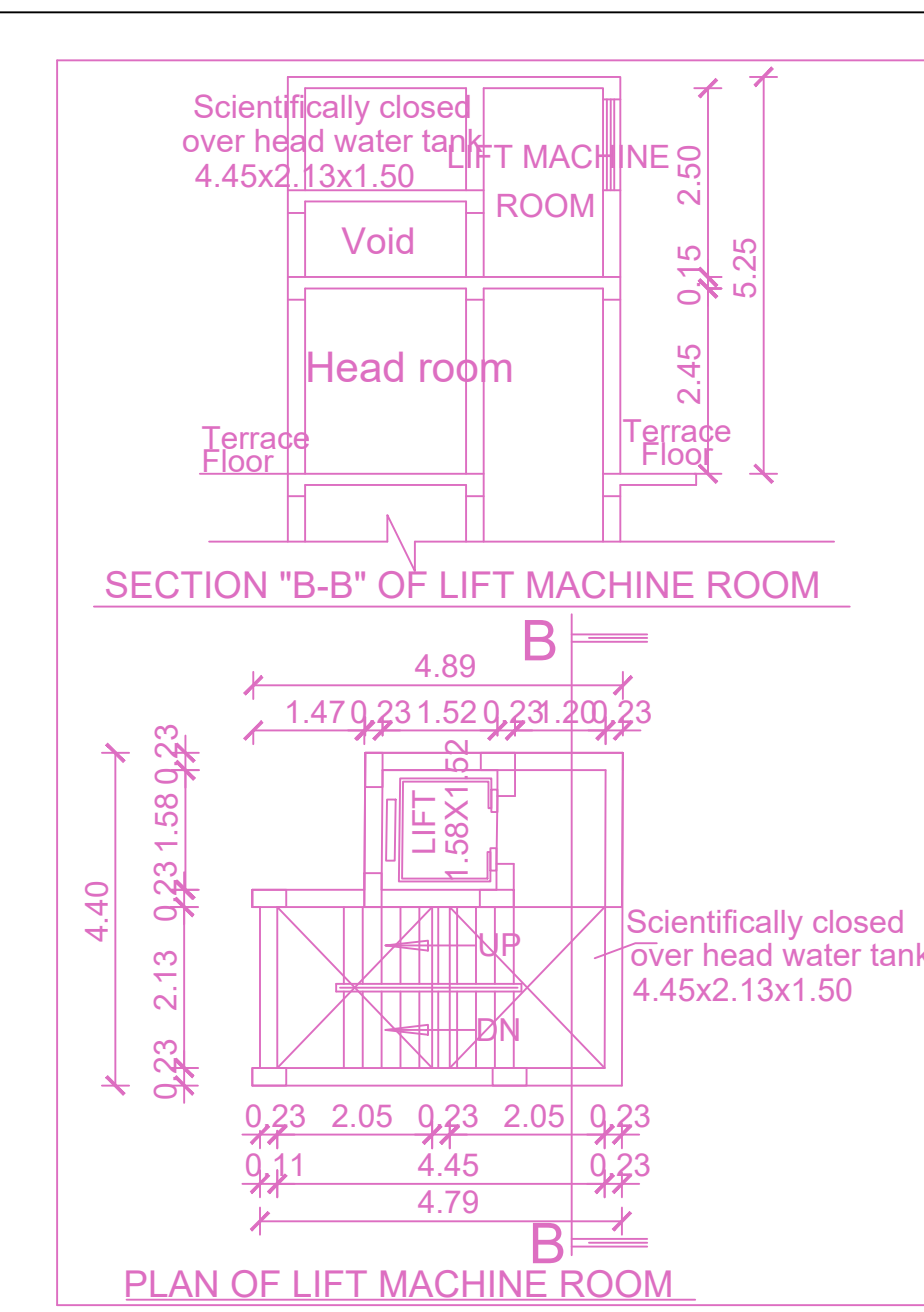 Scientifically closed
over head water tank
4.45x2.13x1.50
LIFT MACHINE
ROOM
Void
Head room
Terrace
Floor
Terrace
Floor
2.50
0.15
2.45
5.25
SECTION "B-B" OF LIFT MACHINE ROOM
B
4.89
1.47 0.23 1.52 0.23 1.20 0.23
0.23
1.58
0.23
2.13
0.23
4.40
LIFT
1.58X1.52
UP
DN
Scientifically closed
over head water tank
4.45x2.13x1.50
0.23 2.05 0.23 2.05 0.23
0.11 4.45 0.23
4.79
B
PLAN OF LIFT MACHINE ROOM